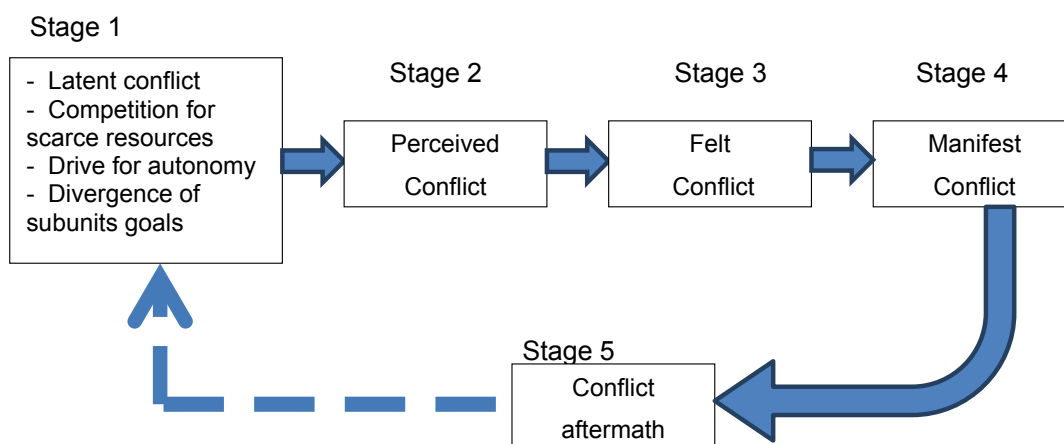 Stage 1
- Latent conflict
- Competition for
scarce resources
- Drive for autonomy
- Divergence of
subunits goals
Stage 2
Perceived
Conflict
Stage 3
Felt
Conflict
Stage 4
Manifest
Conflict
Stage 5
Conflict
aftermath